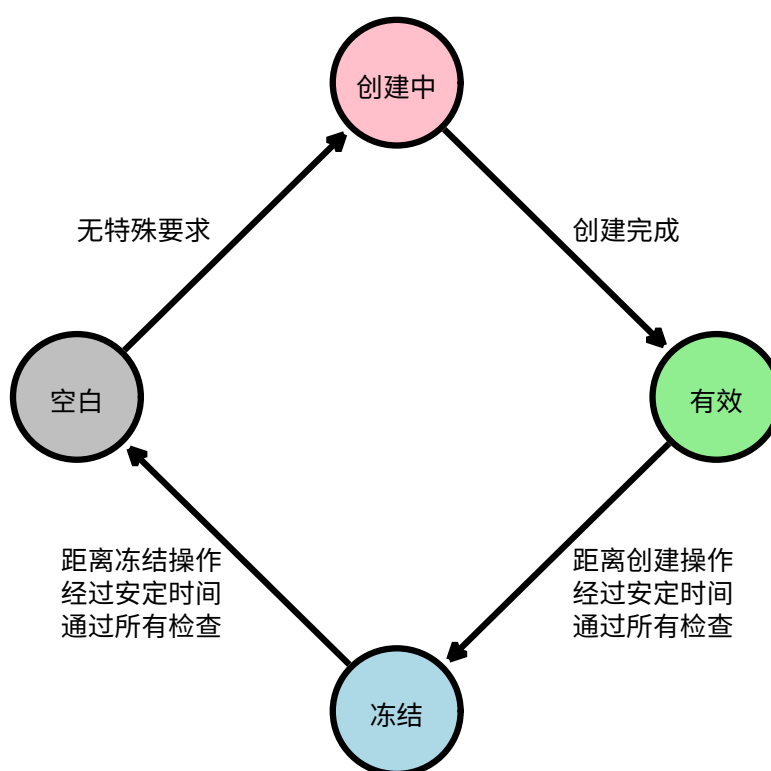 创建中
无特殊要求
创建完成
空白
有效
距离冻结操作
经过安定时间
通过所有检查
距离创建操作
经过安定时间
通过所有检查
冻结